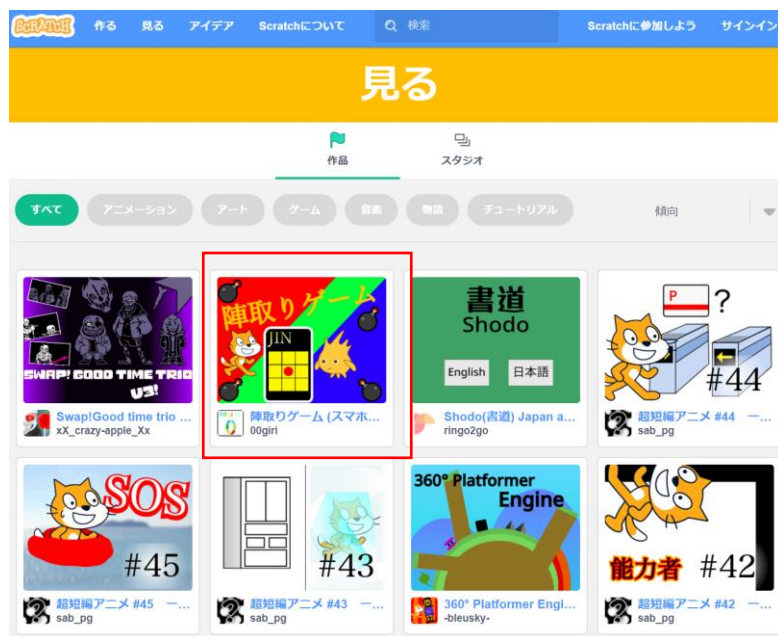 SCRATCH 作る 見る アイデア Scratchについて 検索 Scratchに参加しよう サインイン
見る
作品 スタジオ
すべて アニメーション アート ゲーム 音楽 物語 チュートリアル 傾向
SWAP! GOOD TIME TRIO
U3!
陣取りゲーム
JIN
書道
Shodo
English 日本語
P ?
#44
Swap!Good time trio ...
xX_crazy-apple_Xx
陣取りゲーム (スマホ...
00giri
Shodo(書道) Japan a...
ringo2go
超短編アニメ #44 一...
sab_pg
SOS
#45
#43
360° Platformer
Engine
能力者 #42
超短編アニメ #45 一...
sab_pg
超短編アニメ #43 一...
sab_pg
360° Platformer Engi...
-bleusky-
超短編アニメ #42 一...
sab_pg